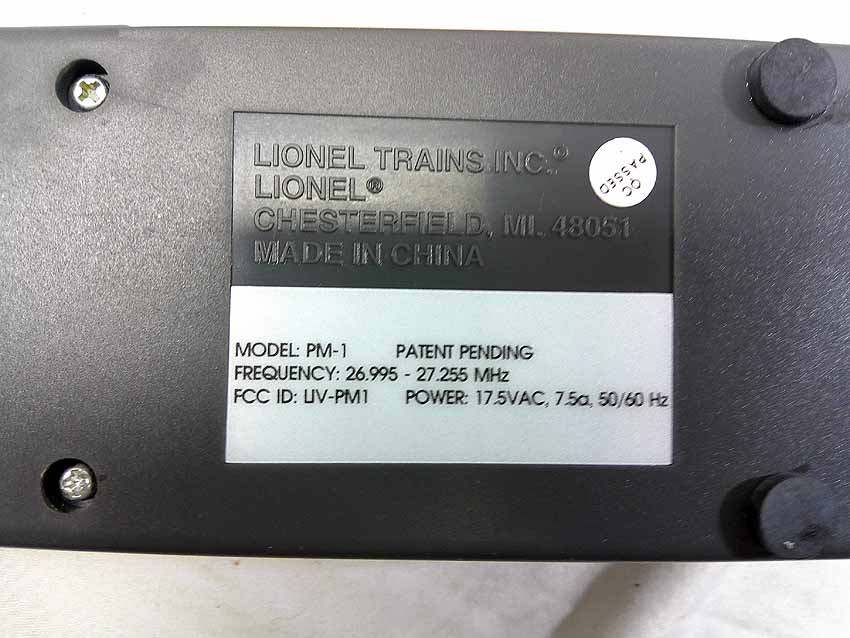 LIONEL TRAINS, INC.©
LIONEL®
CHESTERFIELD, MI. 48051
MADE IN CHINA
QC
PASSED
MODEL: PM-1 PATENT PENDING
FREQUENCY: 26.995 - 27.255 MHz
FCC ID: LIV-PM1 POWER: 17.5VAC, 7.5a, 50/60 Hz